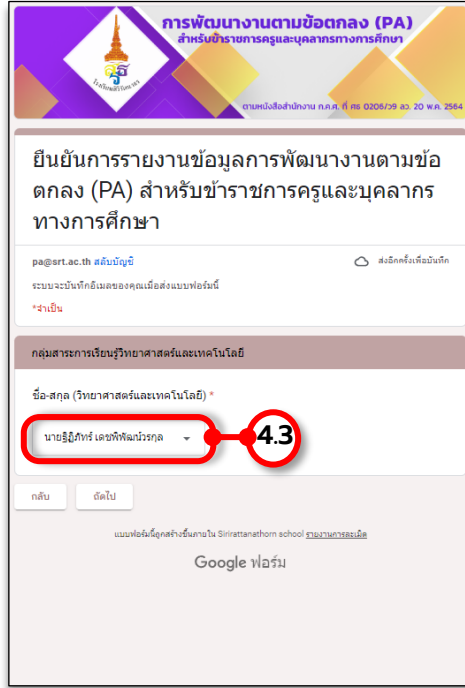 การพัฒนางานตามข้อตกลง (PA)
สำหรับข้าราชการครูและบุคลากรทางการศึกษา
สรธ
โรงเรียนสิริรัตนาธร
ตามหนังสือสำนักงาน ก.ค.ศ. ที่ ศธ 0206/ว9 ลว. 20 พ.ค. 2564
ยืนยันการรายงานข้อมูลการพัฒนางานตามข้อ
ตกลง (PA) สำหรับข้าราชการครูและบุคลากร
ทางการศึกษา
pa@srt.ac.th สลับบัญชี
ส่งอีกครั้งเพื่อบันทึก
ระบบจะบันทึกอีเมลของคุณเมื่อส่งแบบฟอร์มนี้
*จำเป็น
กลุ่มสาระการเรียนรู้วิทยาศาสตร์และเทคโนโลยี
ชื่อ-สกุล (วิทยาศาสตร์และเทคโนโลยี) *
นายฐิฏิภัทร์ เดชพิพัฒน์วรกุล
4.3
กลับ
ถัดไป
แบบฟอร์มนี้ถูกสร้างขึ้นภายใน Sirirattanathorn school รายงานการละเมิด
Google ฟอร์ม